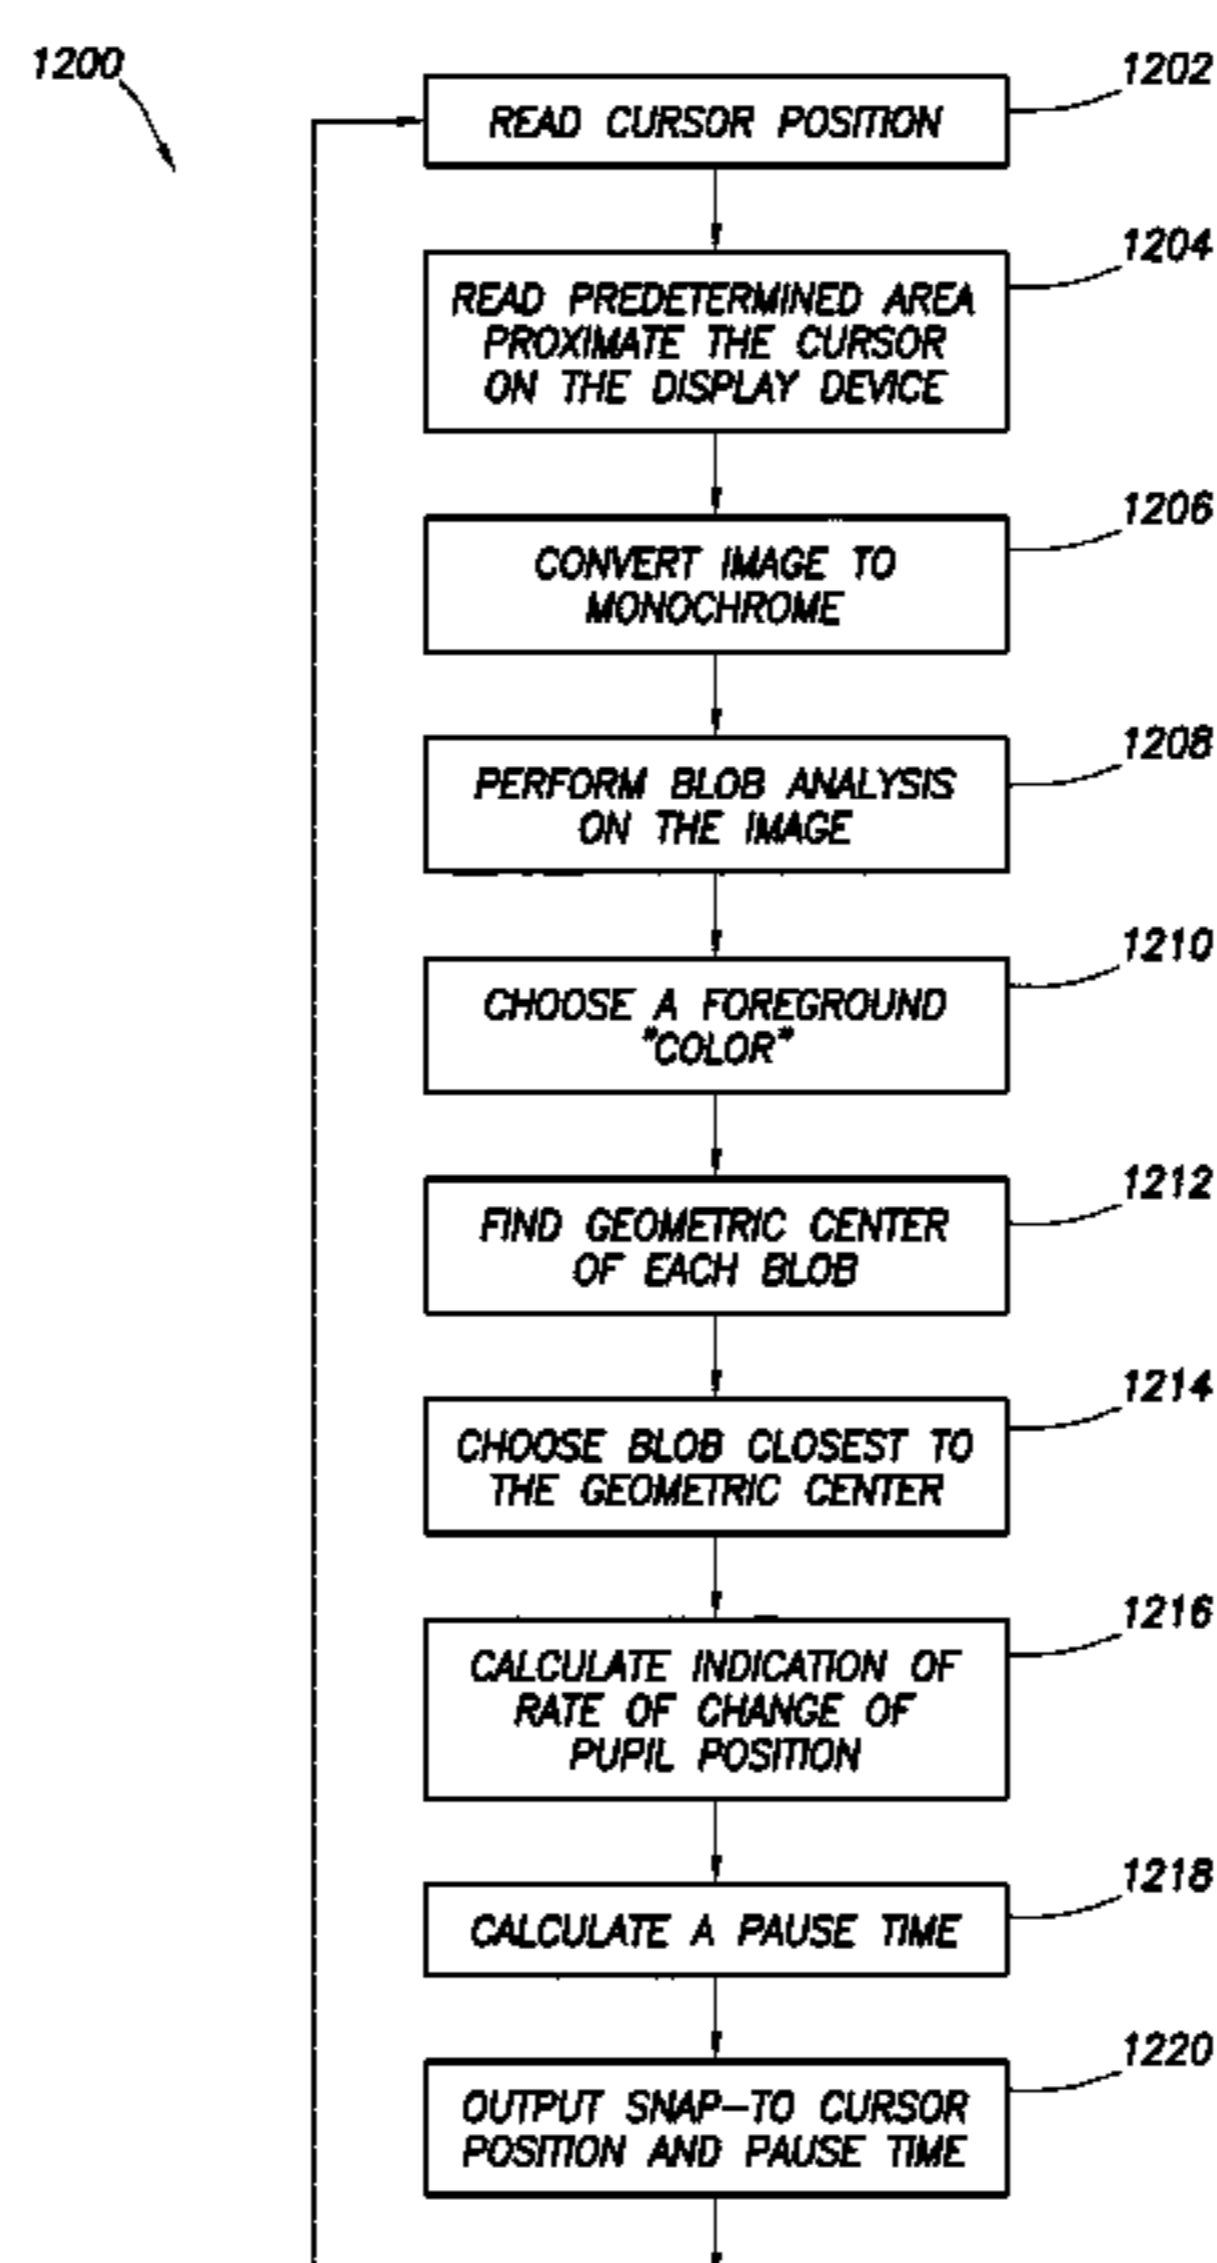 1200
1202
READ CURSOR POSITION
1204
READ PREDETERMINED AREA
PROXIMATE THE CURSOR
ON THE DISPLAY DEVICE
1206
CONVERT IMAGE TO
MONOCHROME
1208
PERFORM BLOB ANALYSIS
ON THE IMAGE
1210
CHOOSE A FOREGROUND
"COLOR"
1212
FIND GEOMETRIC CENTER
OF EACH BLOB
1214
CHOOSE BLOB CLOSEST TO
THE GEOMETRIC CENTER
1216
CALCULATE INDICATION OF
RATE OF CHANGE OF
PUPIL POSITION
1218
CALCULATE A PAUSE TIME
1220
OUTPUT SNAP-TO CURSOR
POSITION AND PAUSE TIME